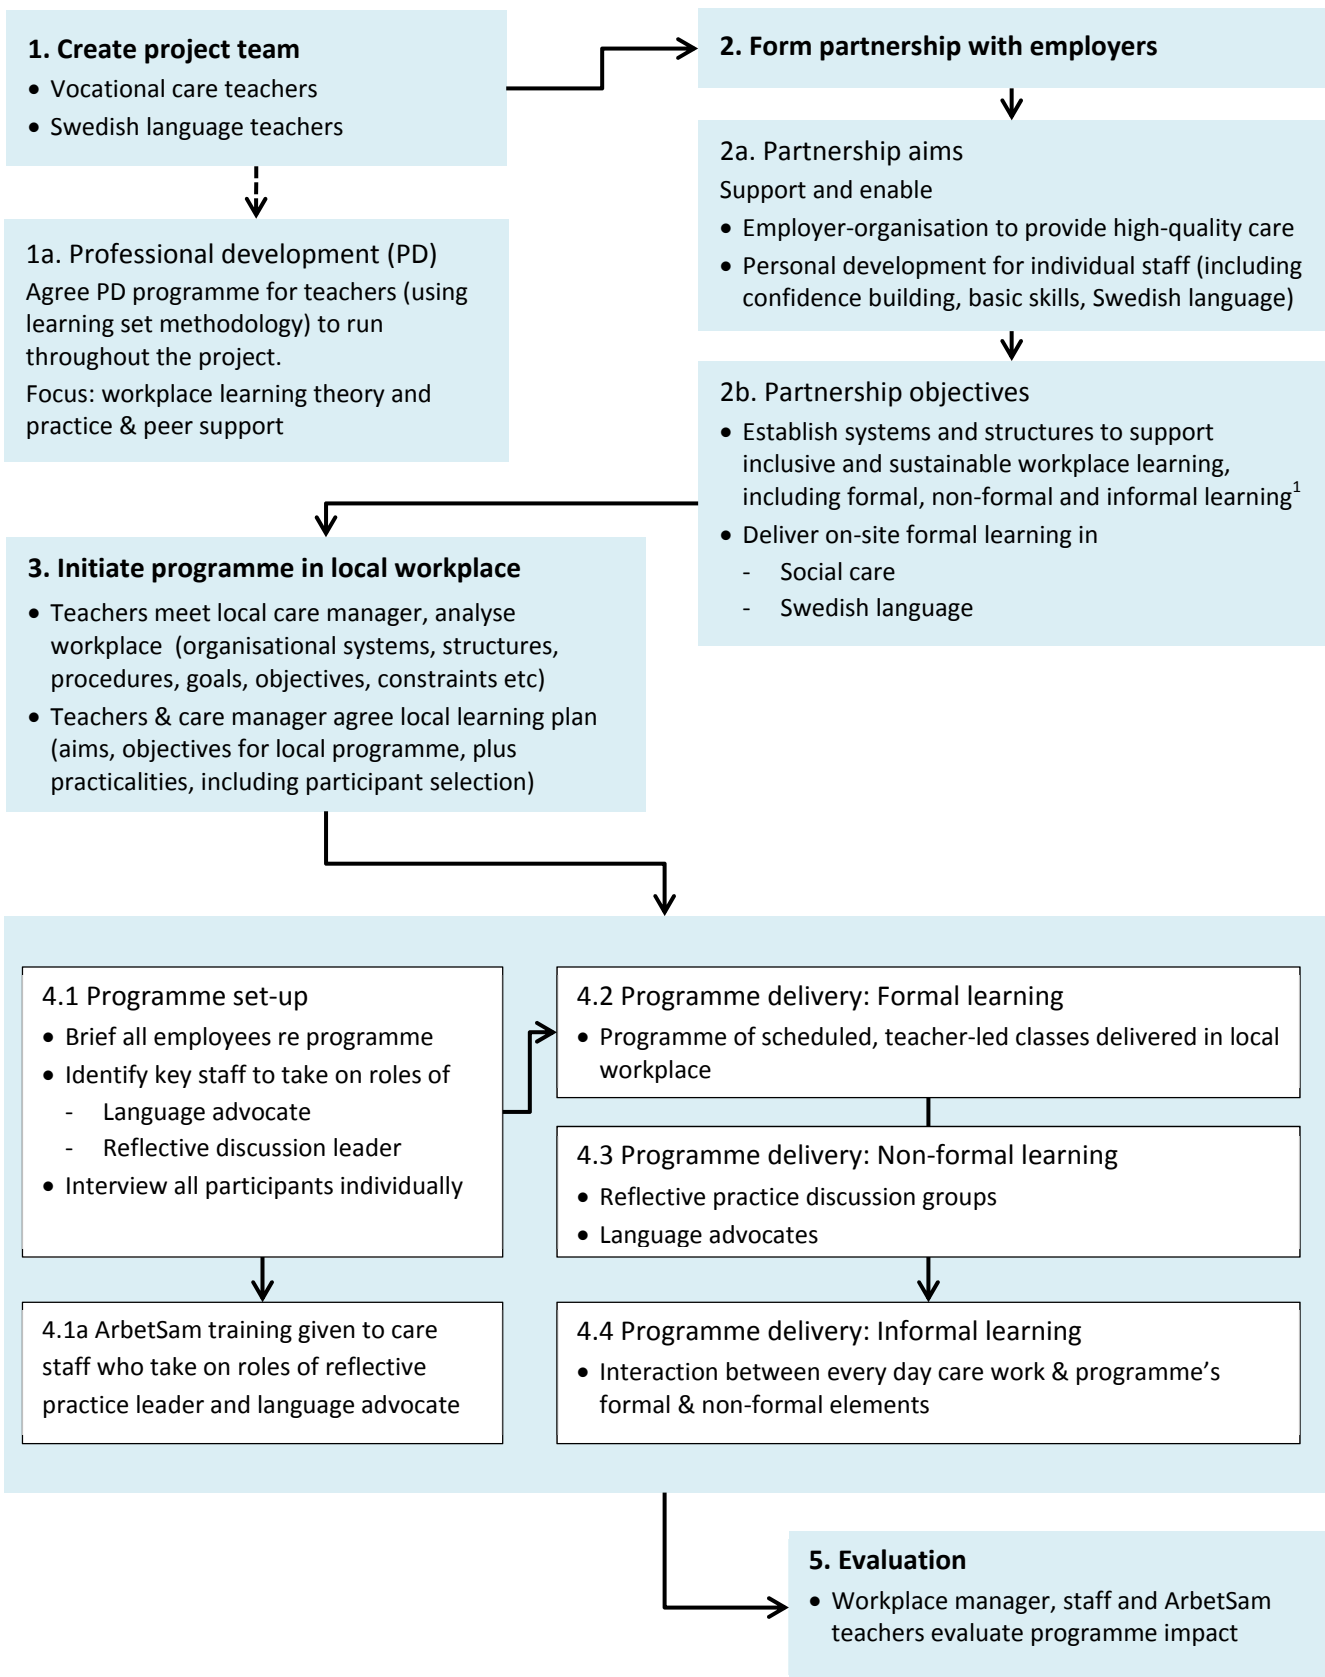 1. Create project team
• Vocational care teachers
• Swedish language teachers
2. Form partnership with employers
1a. Professional development (PD)
Agree PD programme for teachers (using
learning set methodology) to run
throughout the project.
Focus: workplace learning theory and
practice & peer support
2a. Partnership aims
Support and enable
• Employer-organisation to provide high-quality care
• Personal development for individual staff (including
confidence building, basic skills, Swedish language)
2b. Partnership objectives
• Establish systems and structures to support
inclusive and sustainable workplace learning,
including formal, non-formal and informal learning1
• Deliver on-site formal learning in
- Social care
- Swedish language
3. Initiate programme in local workplace
• Teachers meet local care manager, analyse
workplace (organisational systems, structures,
procedures, goals, objectives, constraints etc)
• Teachers & care manager agree local learning plan
(aims, objectives for local programme, plus
practicalities, including participant selection)
4.1 Programme set-up
• Brief all employees re programme
• Identify key staff to take on roles of
- Language advocate
- Reflective discussion leader
• Interview all participants individually
4.1a ArbetSam training given to care
staff who take on roles of reflective
practice leader and language advocate
4.2 Programme delivery: Formal learning
• Programme of scheduled, teacher-led classes delivered in local
workplace
4.3 Programme delivery: Non-formal learning
• Reflective practice discussion groups
• Language advocates
4.4 Programme delivery: Informal learning
• Interaction between every day care work & programme’s
formal & non-formal elements
5. Evaluation
• Workplace manager, staff and ArbetSam
teachers evaluate programme impact